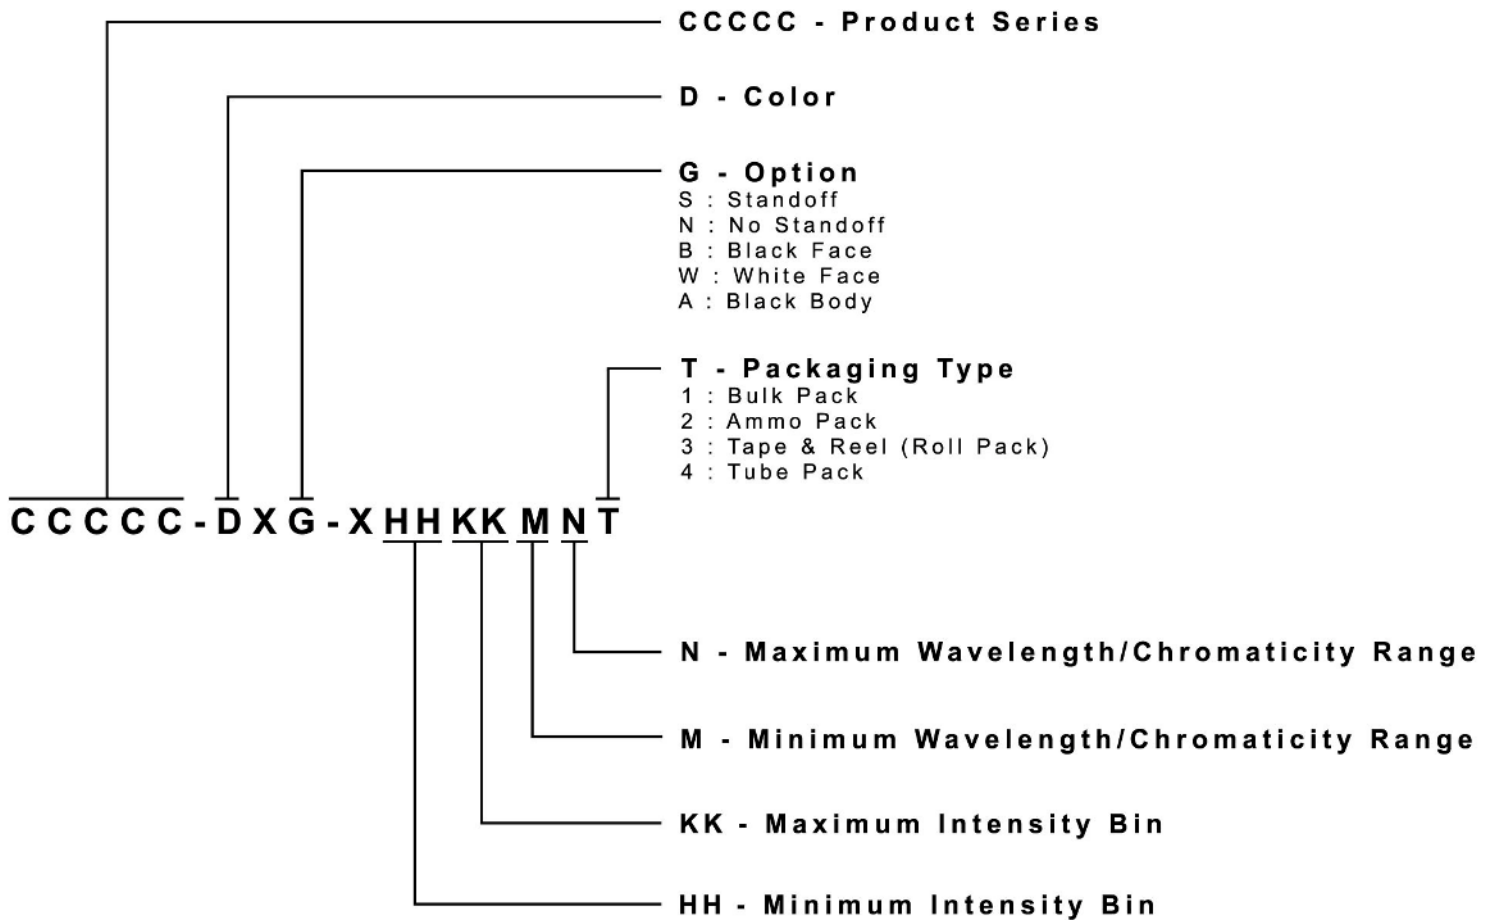 CCCCC - Product Series
D - Color
G - Option
S : Standoff
N : No Standoff
B : Black Face
W : White Face
A : Black Body
T - Packaging Type
1 : Bulk Pack
2 : Ammo Pack
3 : Tape & Reel (Roll Pack)
4 : Tube Pack
CCCCC-DXG-XHHKKMNT
N - Maximum Wavelength/Chromaticity Range
M - Minimum Wavelength/Chromaticity Range
KK - Maximum Intensity Bin
HH - Minimum Intensity Bin